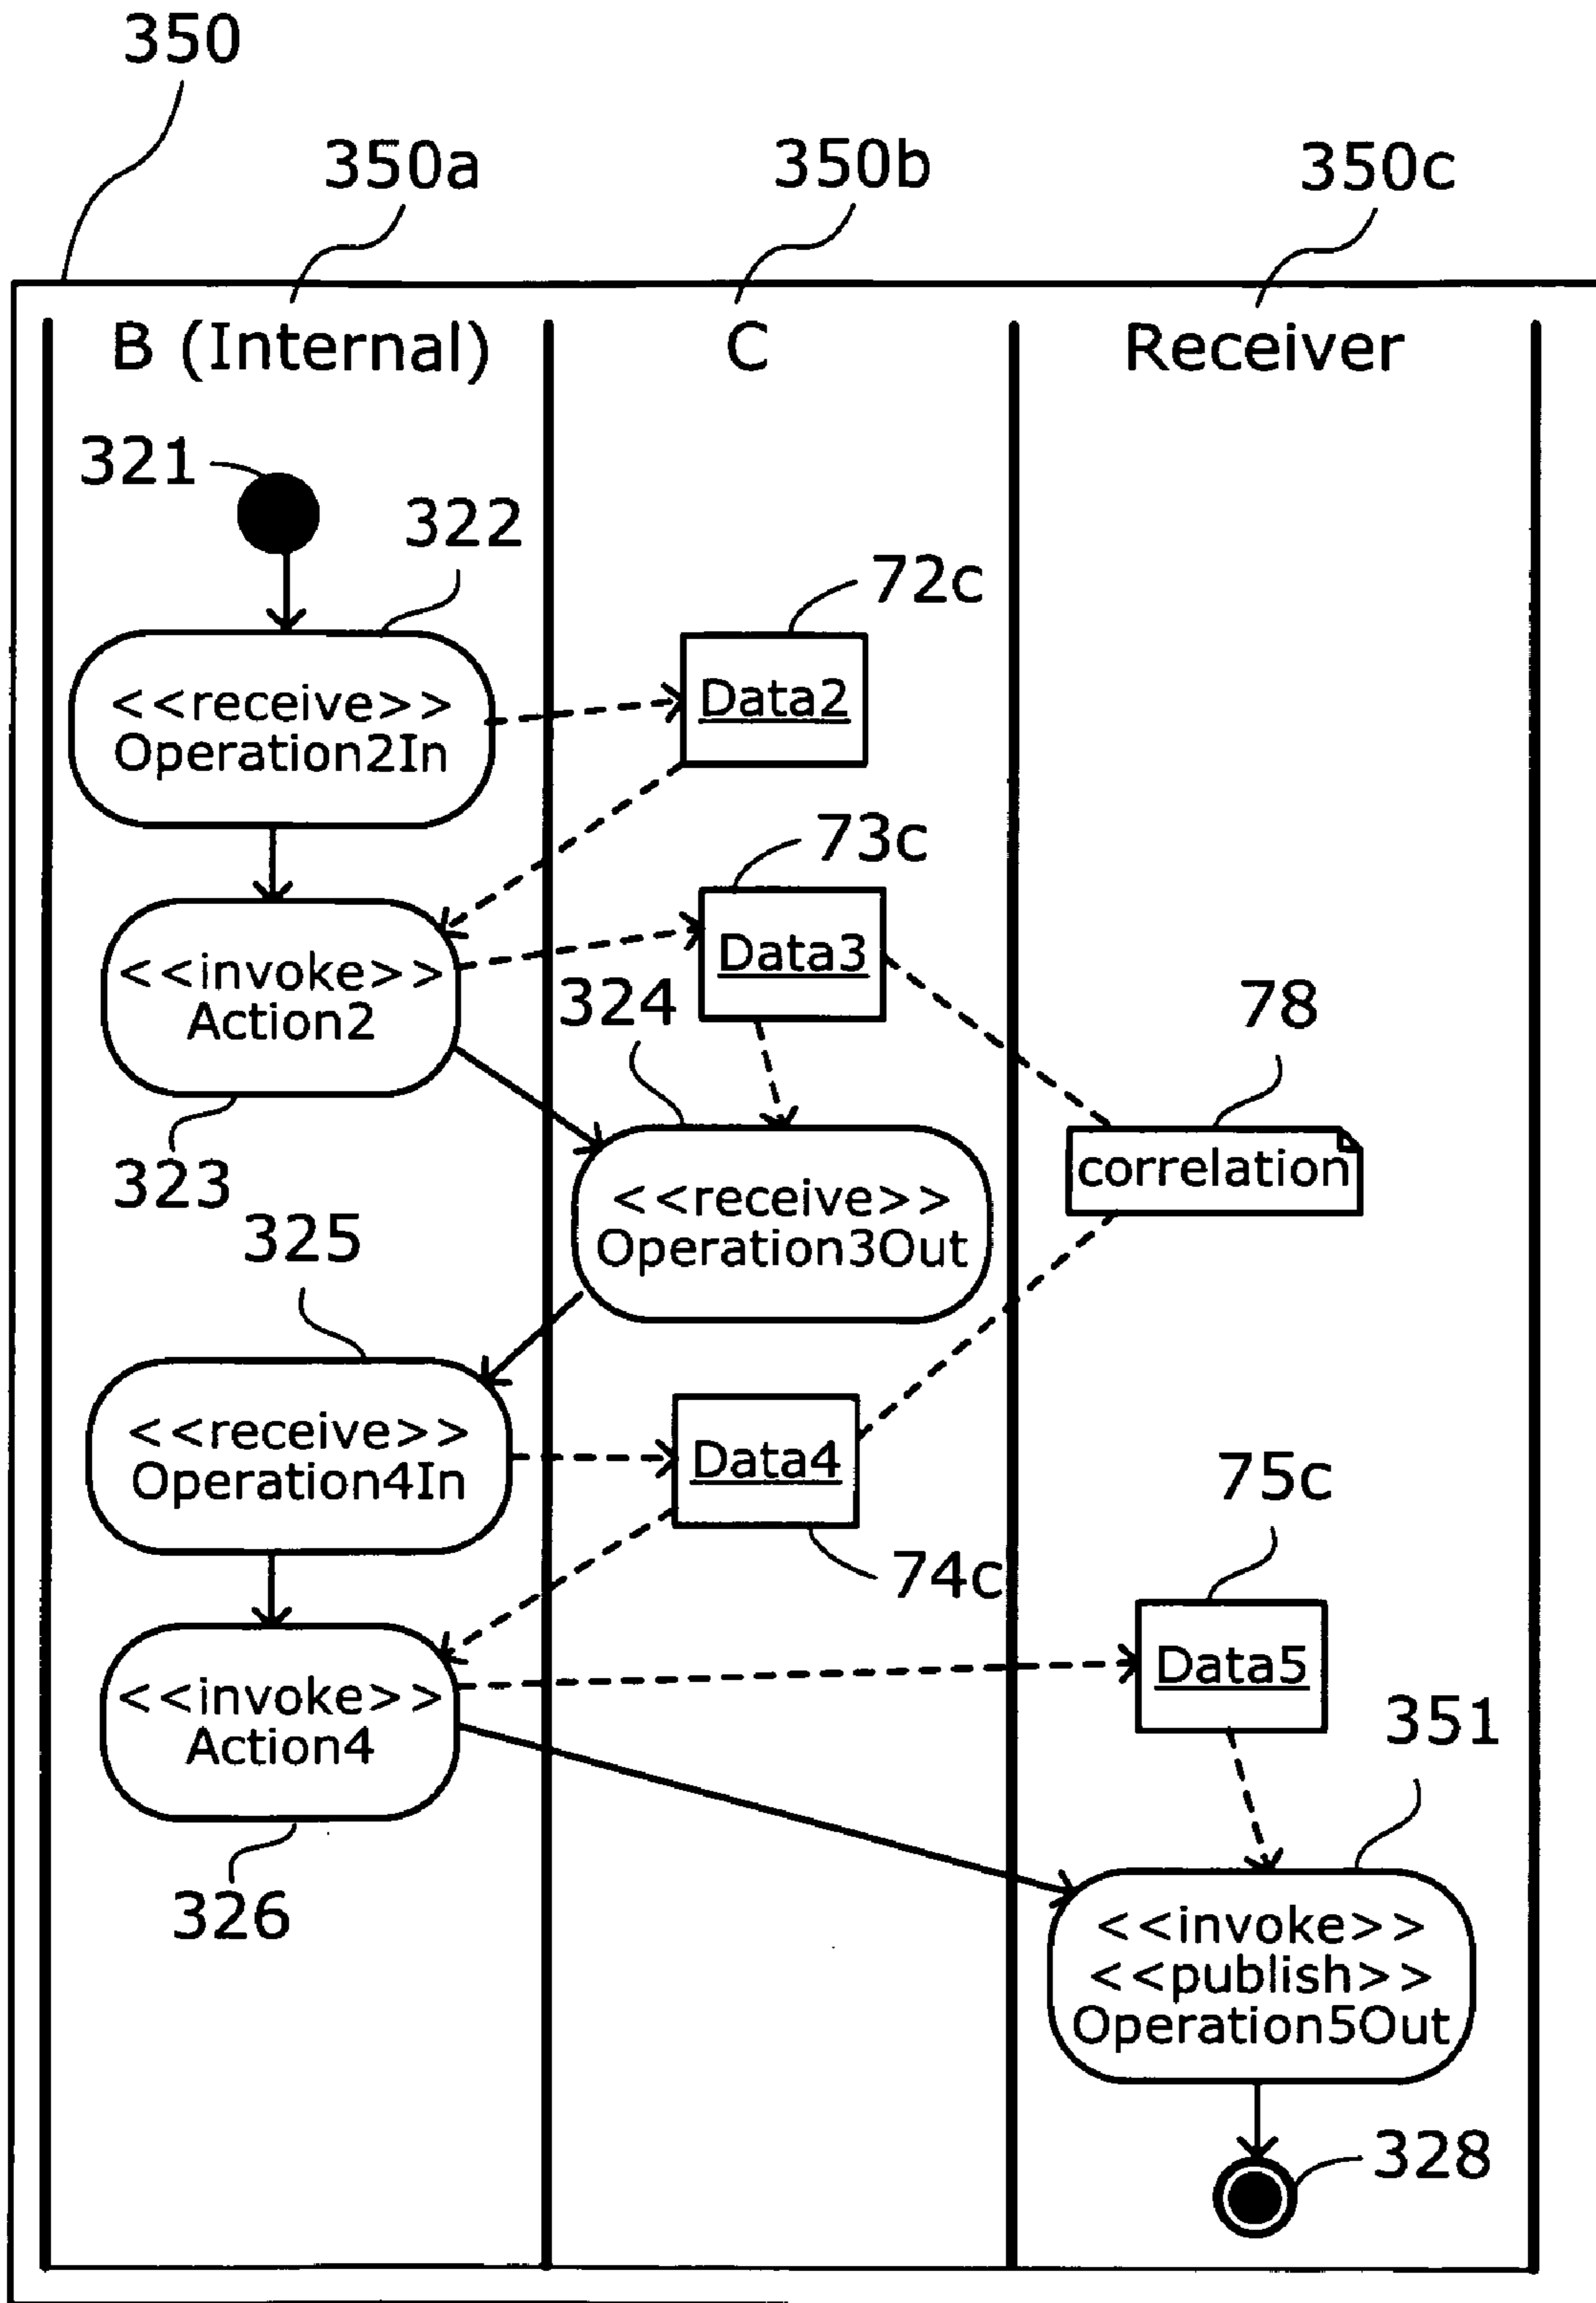 350
350a
350b
350c
B (Internal)
C
Receiver
321
322
72c
<<receive>>
Operation2In
Data2
73c
<<invoke>>
Action2
Data3
324
78
323
correlation
<<receive>>
Operation3Out
325
<<receive>>
Operation4In
Data4
75c
74c
<<invoke>>
Action4
Data5
351
326
<<invoke>>
<<publish>>
Operation5Out
328